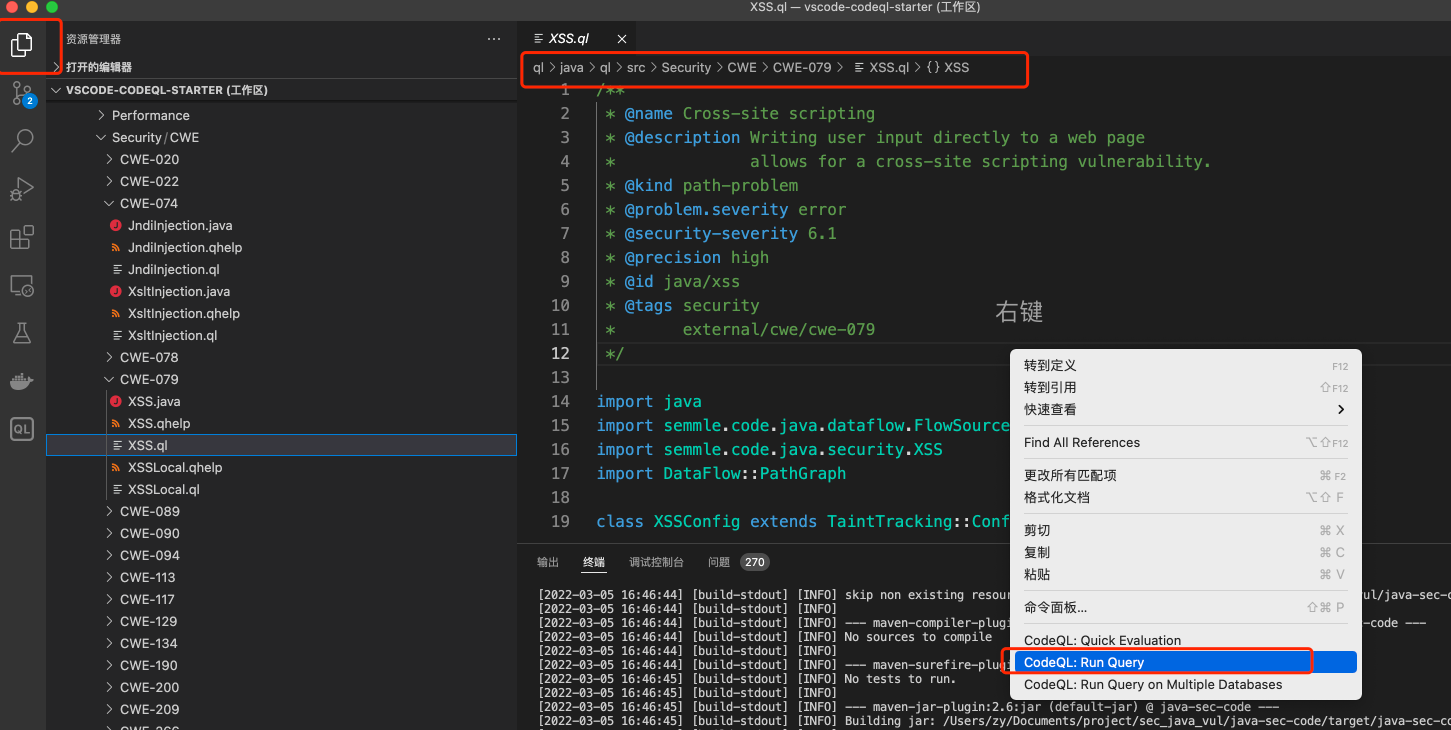 XSS.ql — vscode-codeql-starter (工作区)
资源管理器
打开的编辑器
VSCODE-CODEQL-STARTER (工作区)
Performance
Security/CWE
CWE-020
CWE-022
CWE-074
JndiInjection.java
JndiInjection.qhelp
JndiInjection.ql
XsltInjection.java
XsltInjection.qhelp
XsltInjection.ql
CWE-078
CWE-079
XSS.java
XSS.qhelp
XSS.ql
XSSLocal.qhelp
XSSLocal.ql
CWE-089
CWE-090
CWE-094
CWE-113
CWE-117
CWE-129
CWE-134
CWE-190
CWE-200
CWE-209
2
QL
XSS.ql
ql > java > ql > src > Security > CWE > CWE-079 > XSS.ql > {} XSS
1 /**
2 * @name Cross-site scripting
3 * @description Writing user input directly to a web page
4 * allows for a cross-site scripting vulnerability.
5 * @kind path-problem
6 * @problem.severity error
7 * @security-severity 6.1
8 * @precision high
9 * @id java/xss
10 * @tags security
11 * external/cwe/cwe-079
12 */
13
14 import java
15 import semmle.code.java.dataflow.FlowSource
16 import semmle.code.java.security.XSS
17 import DataFlow::PathGraph
18
19 class XSSConfig extends TaintTracking::Conf
右键
转到定义 F12
转到引用 ⇧F12
快速查看
Find All References ⌥⇧F12
更改所有匹配项 ⌘F2
格式化文档 ⌥⇧ F
剪切 ⌘ X
复制 ⌘ C
粘贴 ⌘ V
命令面板... ⇧⌘ P
CodeQL: Quick Evaluation
CodeQL: Run Query
CodeQL: Run Query on Multiple Databases
输出 终端 调试控制台 问题 270
[2022-03-05 16:46:44] [build-stdout] [INFO] skip non existing resour ul/java-sec-c
[2022-03-05 16:46:44] [build-stdout] [INFO]
[2022-03-05 16:46:44] [build-stdout] [INFO] --- maven-compiler-plugi -code ---
[2022-03-05 16:46:44] [build-stdout] [INFO] No sources to compile
[2022-03-05 16:46:44] [build-stdout] [INFO]
[2022-03-05 16:46:44] [build-stdout] [INFO] --- maven-surefire-plug
[2022-03-05 16:46:45] [build-stdout] [INFO] No tests to run.
[2022-03-05 16:46:45] [build-stdout] [INFO]
[2022-03-05 16:46:45] [build-stdout] [INFO] --- maven-jar-plugin:2.6:jar (default-jar) @ java-sec-code ---
[2022-03-05 16:46:45] [build-stdout] [INFO] Building jar: /Users/zy/Documents/project/sec_java_vul/java-sec-code/target/java-sec-co